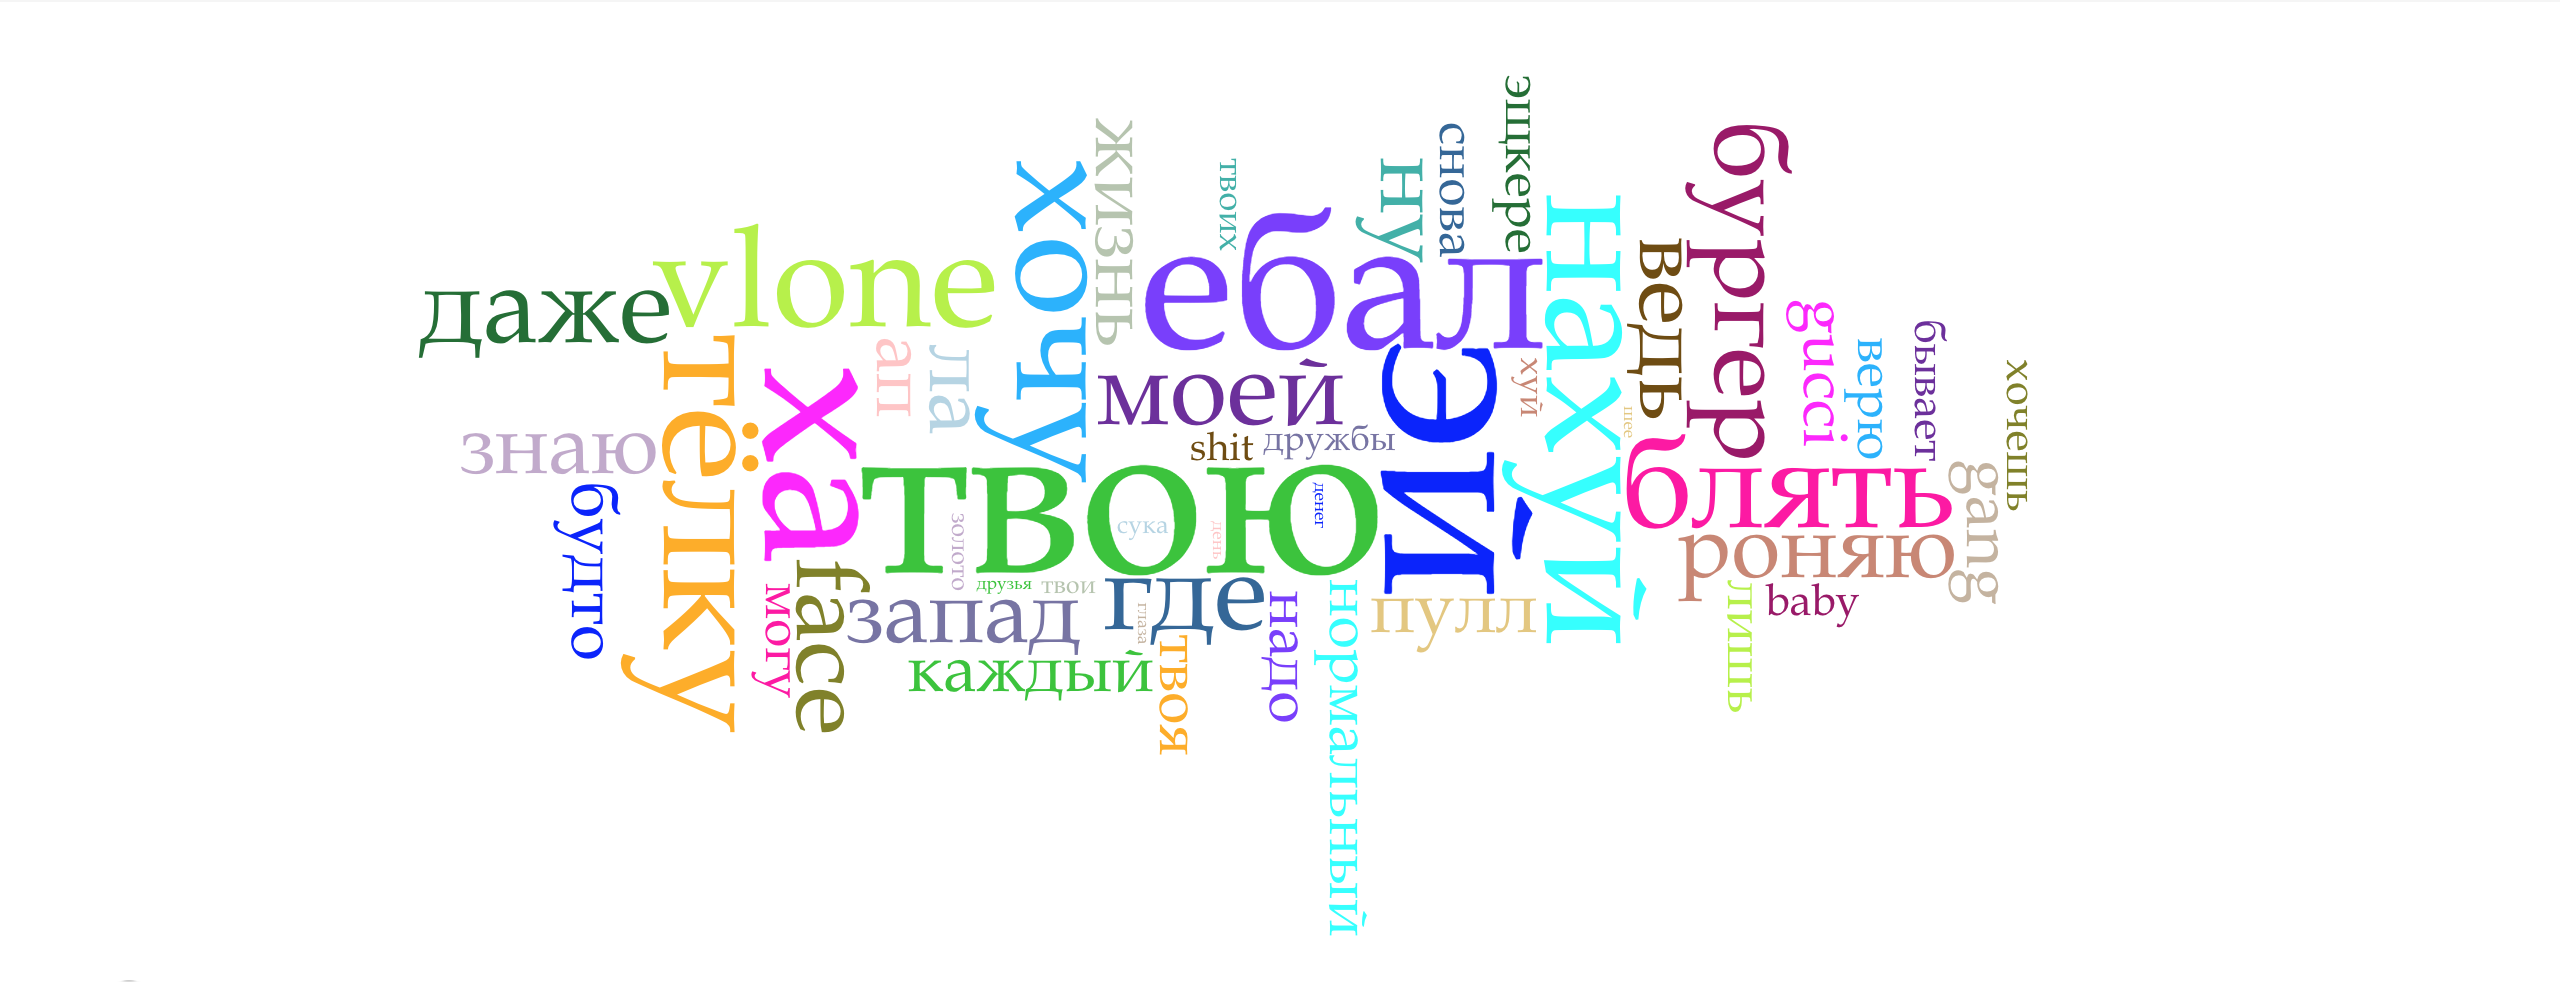 эщкере
жизнь
снова
бургер
твоих
ну
хочу
нахуй
ебал
vlone
ведь
даже
gucci
бывает
тёлку
ап
ла
верю
ис
моей
хуй
хочешь
ха
шее
знаю
shit
дружбы
блять
твою
gang
будто
денег
золото
сука
день
роняю
face
друзья
твои
где
могу
запад
глаза
нормальный
пулл
лишь
baby
надо
каждый
твоя